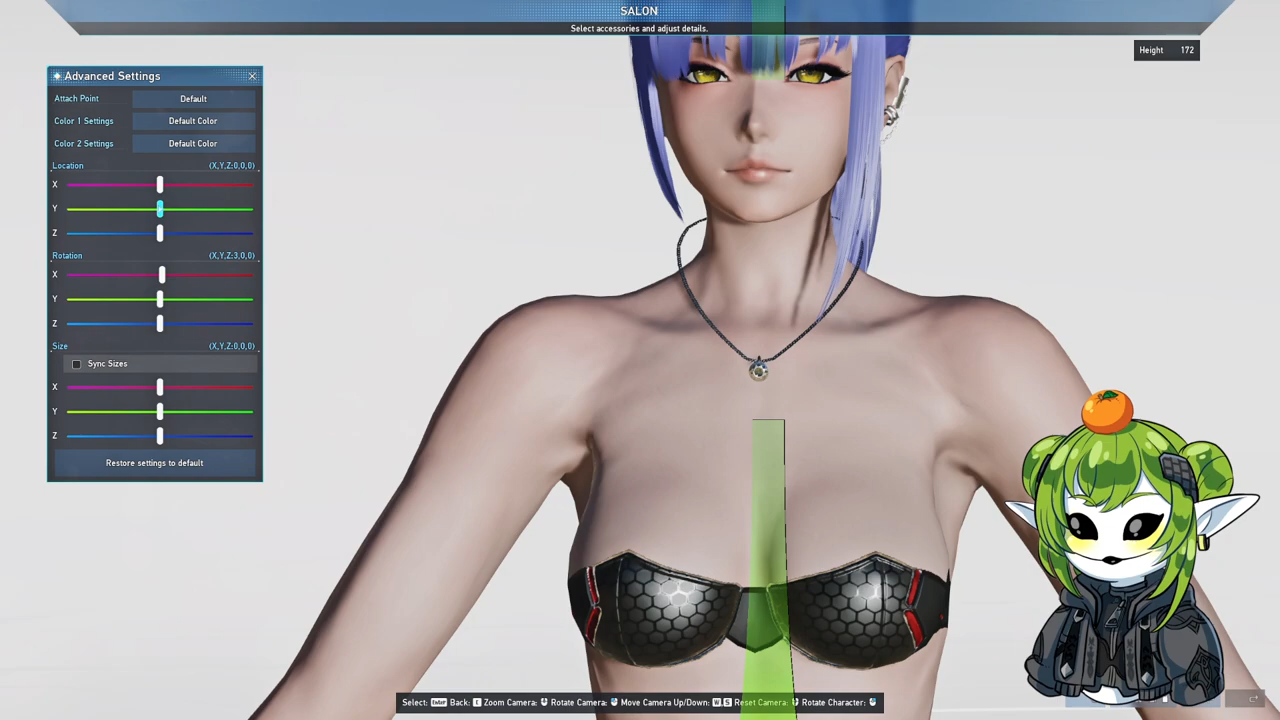 SALON
Select accessories and adjust details.
Height 172
Advanced Settings
Attach Point Default
Color 1 Settings Default Color
Color 2 Settings Default Color
Location (X,Y,Z:0,0,0)
X
Y
Z
Rotation (X,Y,Z:3,0,0)
X
Y
Z
Size (X,Y,Z:0,0,0)
Sync Sizes
X
Y
Z
Restore settings to default
Select: Enter Back: Zoom Camera: Rotate Camera: Move Camera Up/Down: W,S Reset Camera: Rotate Character: